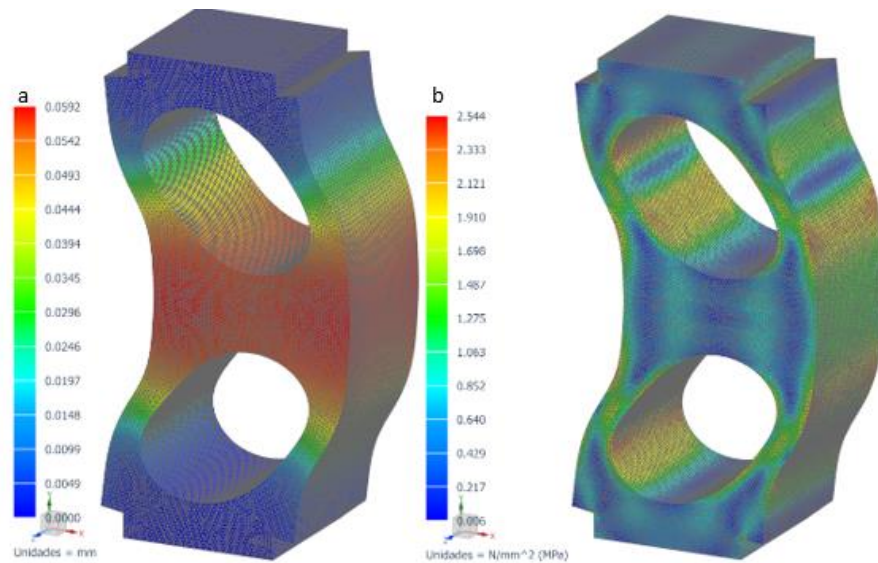 a
0.0592
0.0542
0.0493
0.0444
0.0394
0.0345
0.0296
0.0246
0.0197
0.0148
0.0099
0.0049
0.0000
Y
X
Z
Unidades = mm
b
2.544
2.333
2.121
1.910
1.698
1.487
1.275
1.063
0.852
0.640
0.429
0.217
0.006
Y
X
Z
Unidades = N/mm^2 (MPa)